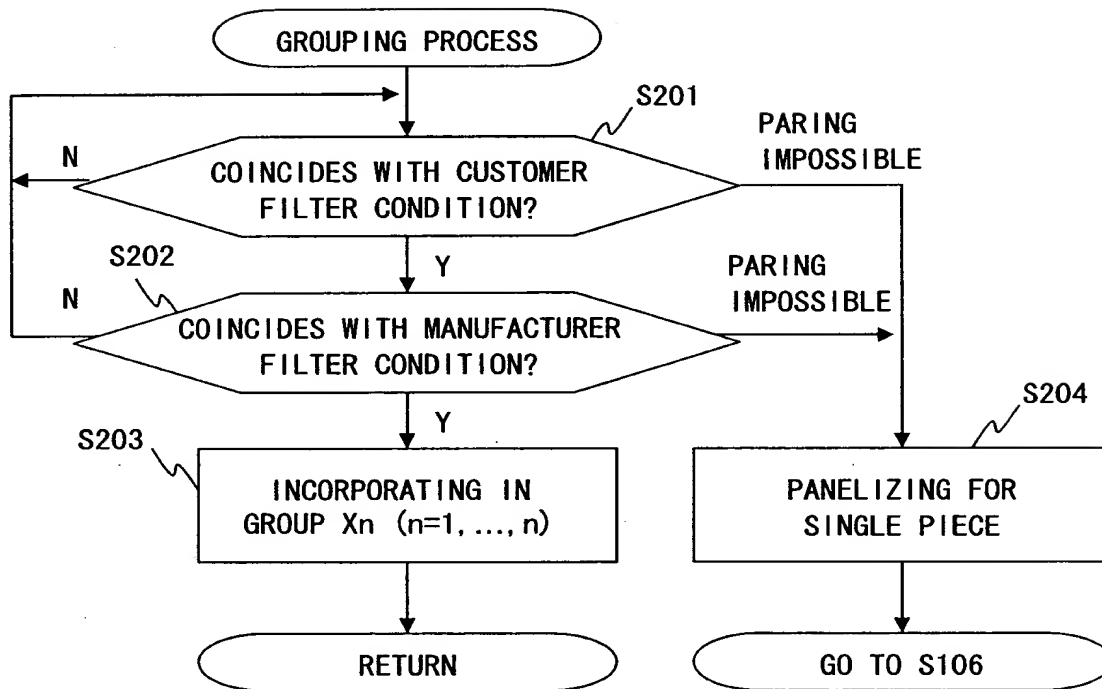 GROUPING PROCESS
S201
PARING
IMPOSSIBLE
N
COINCIDES WITH CUSTOMER
FILTER CONDITION?
S202
Y
PARING
IMPOSSIBLE
N
COINCIDES WITH MANUFACTURER
FILTER CONDITION?
Y
S204
S203
INCORPORATING IN
GROUP Xn (n=1, ..., n)
PANELIZING FOR
SINGLE PIECE
RETURN
GO TO S106